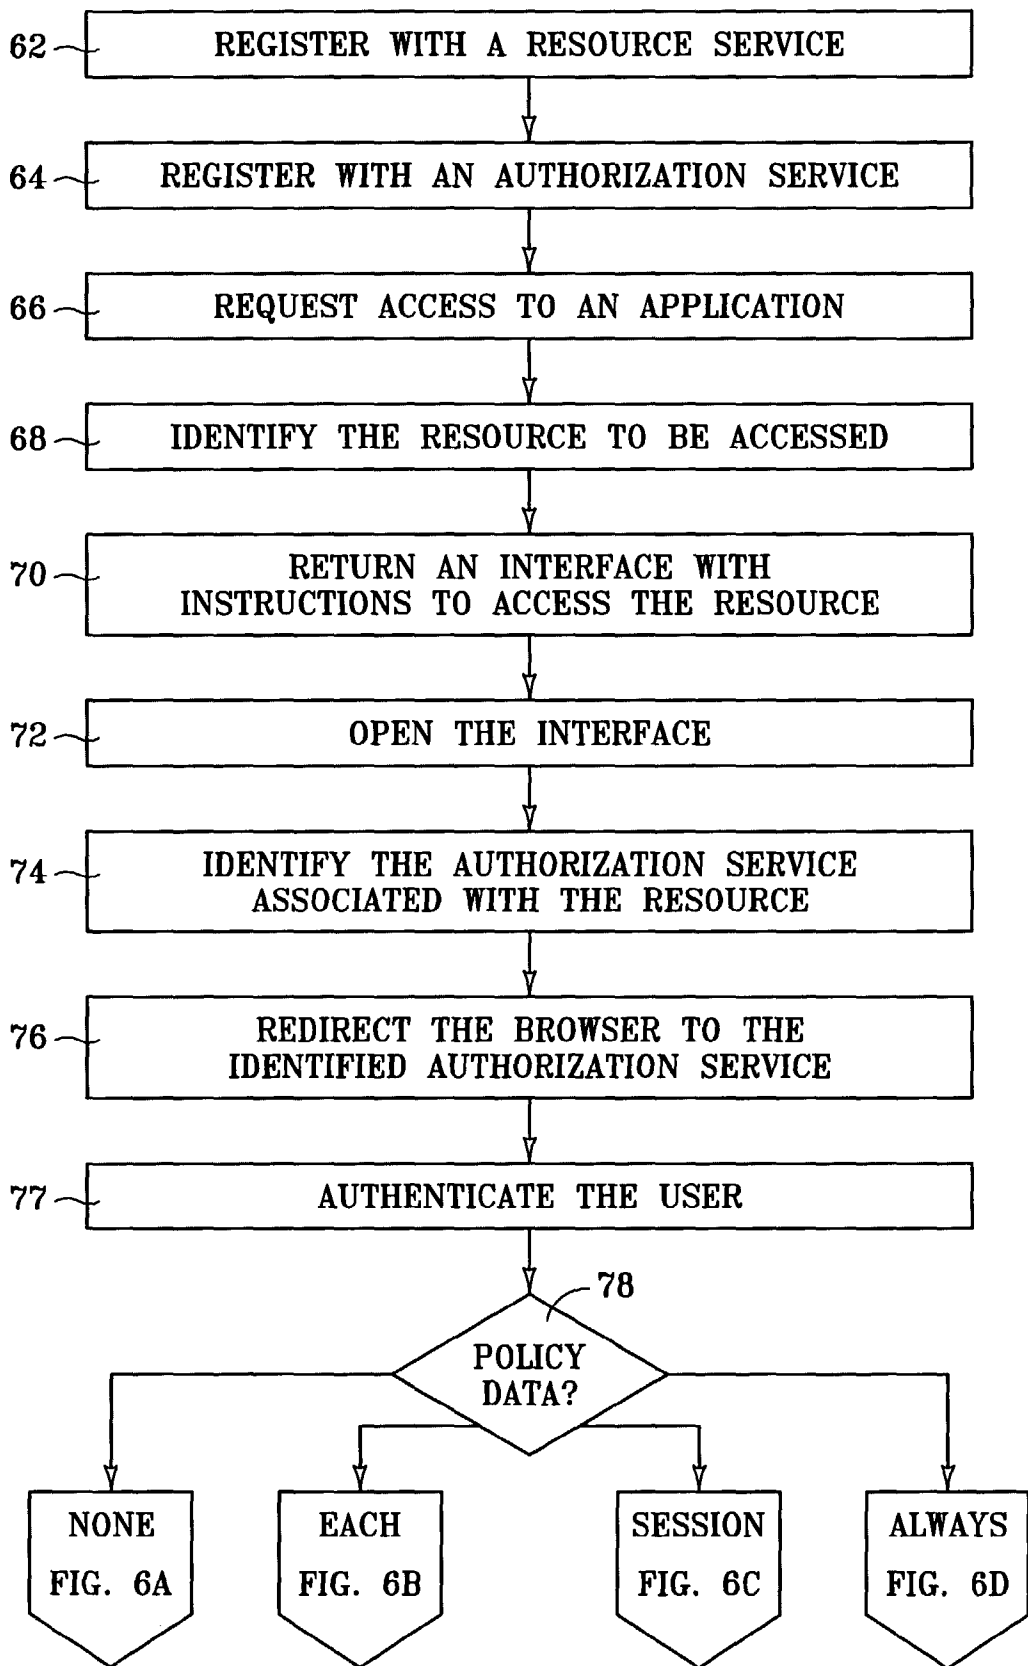 62 REGISTER WITH A RESOURCE SERVICE
64 REGISTER WITH AN AUTHORIZATION SERVICE
66 REQUEST ACCESS TO AN APPLICATION
68 IDENTIFY THE RESOURCE TO BE ACCESSED
70 RETURN AN INTERFACE WITH
INSTRUCTIONS TO ACCESS THE RESOURCE
72 OPEN THE INTERFACE
74 IDENTIFY THE AUTHORIZATION SERVICE
ASSOCIATED WITH THE RESOURCE
76 REDIRECT THE BROWSER TO THE
IDENTIFIED AUTHORIZATION SERVICE
77 AUTHENTICATE THE USER
78
POLICY
DATA?
NONE
FIG. 6A
EACH
FIG. 6B
SESSION
FIG. 6C
ALWAYS
FIG. 6D